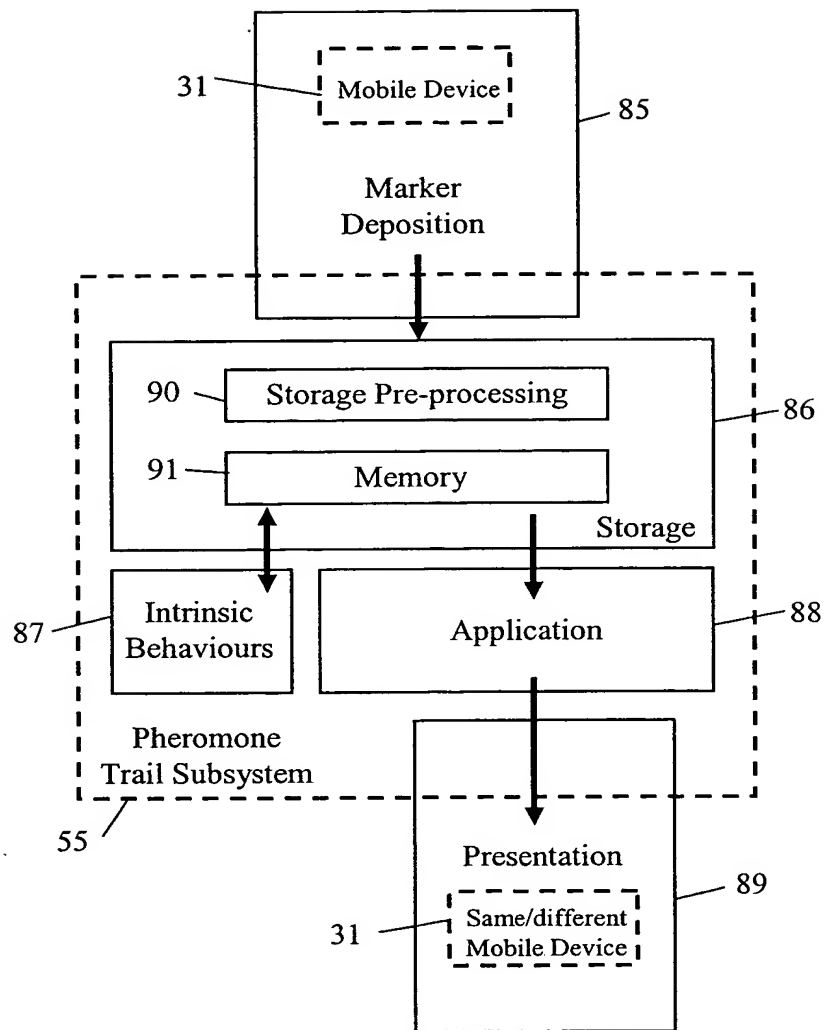 31
Mobile Device
85
Marker
Deposition
90
Storage Pre-processing
86
91
Memory
Storage
87
Intrinsic
Behaviours
Application
88
Pheromone
Trail Subsystem
55
Presentation
89
31
Same/different
Mobile Device